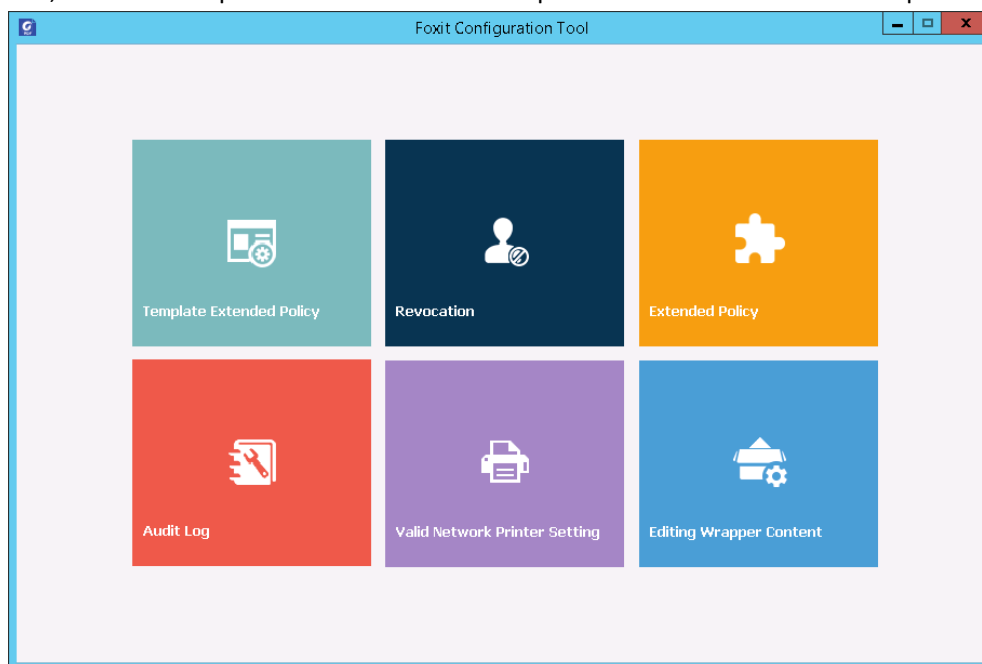 Foxit Configuration Tool
Template Extended Policy
Revocation
Extended Policy
Audit Log
Valid Network Printer Setting
Editing Wrapper Content